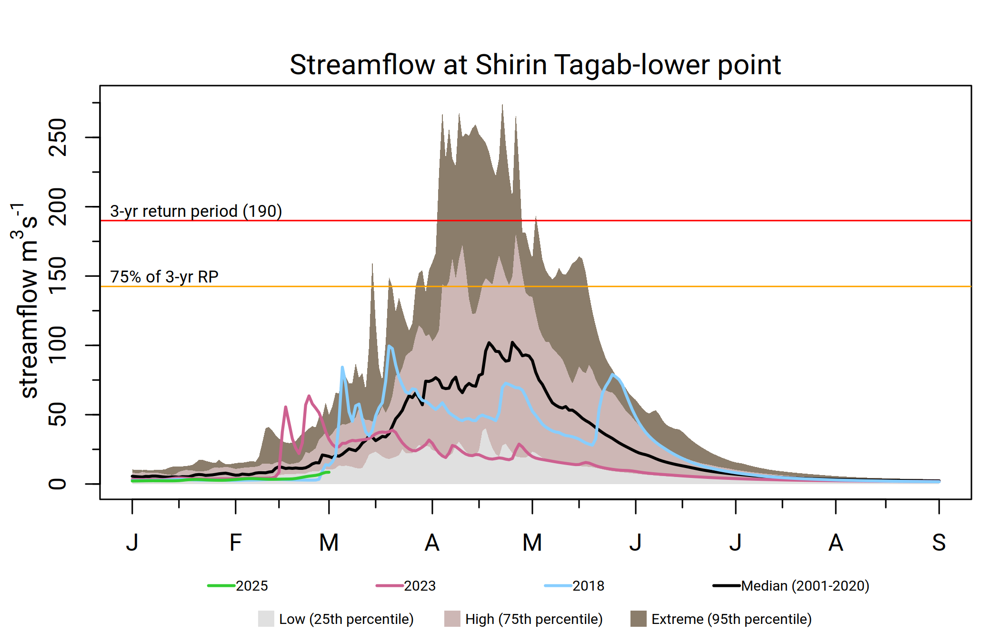 Streamflow at Shirin Tagab-lower point
streamflow m³s⁻¹
250
200
150
100
50
0
3-yr return period (190)
75% of 3-yr RP
J F M A M J J A S
2025 2023 2018 Median (2001-2020)
Low (25th percentile) High (75th percentile) Extreme (95th percentile)